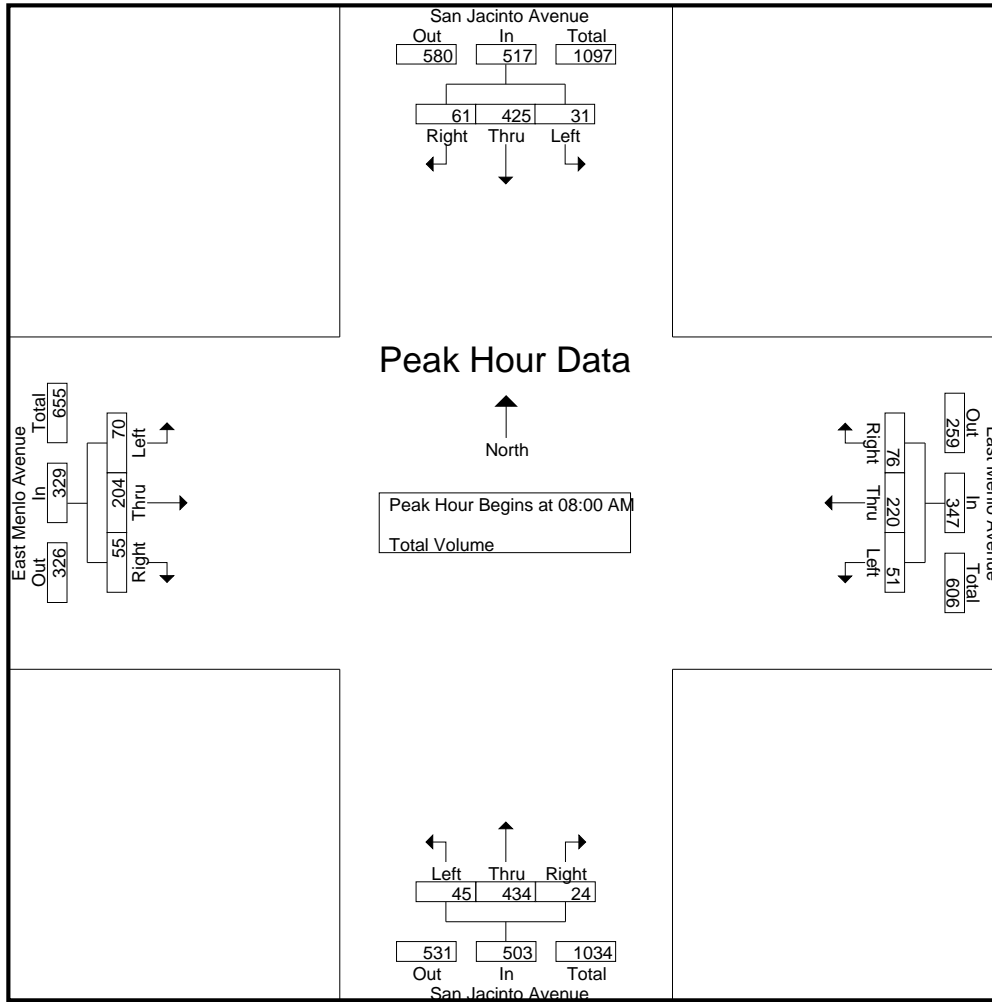 San Jacinto Avenue
Out In Total
580 517 1097
61 425 31
Right Thru Left
Peak Hour Data
North
Peak Hour Begins at 08:00 AM
Total Volume
East Menlo Avenue
Out In Total
326 329 655
70 204 55
Left Thru Right
East Menlo Avenue
Out In Total
259 347 606
76 220 51
Right Thru Left
Left Thru Right
45 434 24
531 503 1034
Out In Total
San Jacinto Avenue